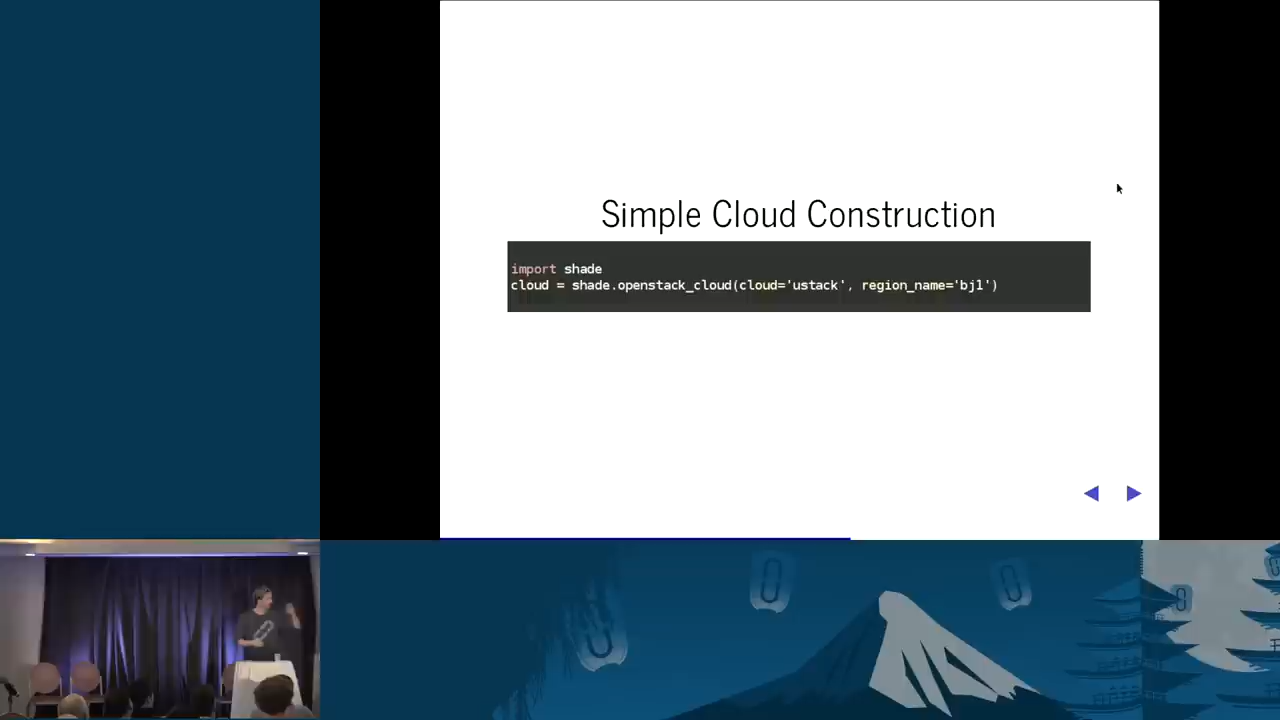 Simple Cloud Construction
import shade
cloud = shade.openstack_cloud(cloud='ustack', region_name='bj1')